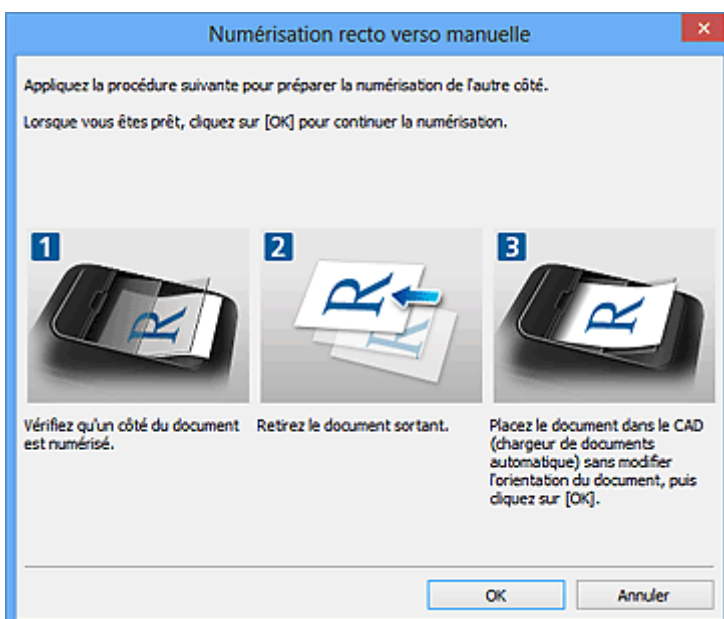 Numérisation recto verso manuelle
Appliquez la procédure suivante pour préparer la numérisation de l'autre côté.
Lorsque vous êtes prêt, cliquez sur [OK] pour continuer la numérisation.
1
2
3
R
R
R
R
Vérifiez qu'un côté du document
est numérisé.
Retirez le document sortant.
Placez le document dans le CAD
(chargeur de documents
automatique) sans modifier
l'orientation du document, puis
cliquez sur [OK].
OK
Annuler